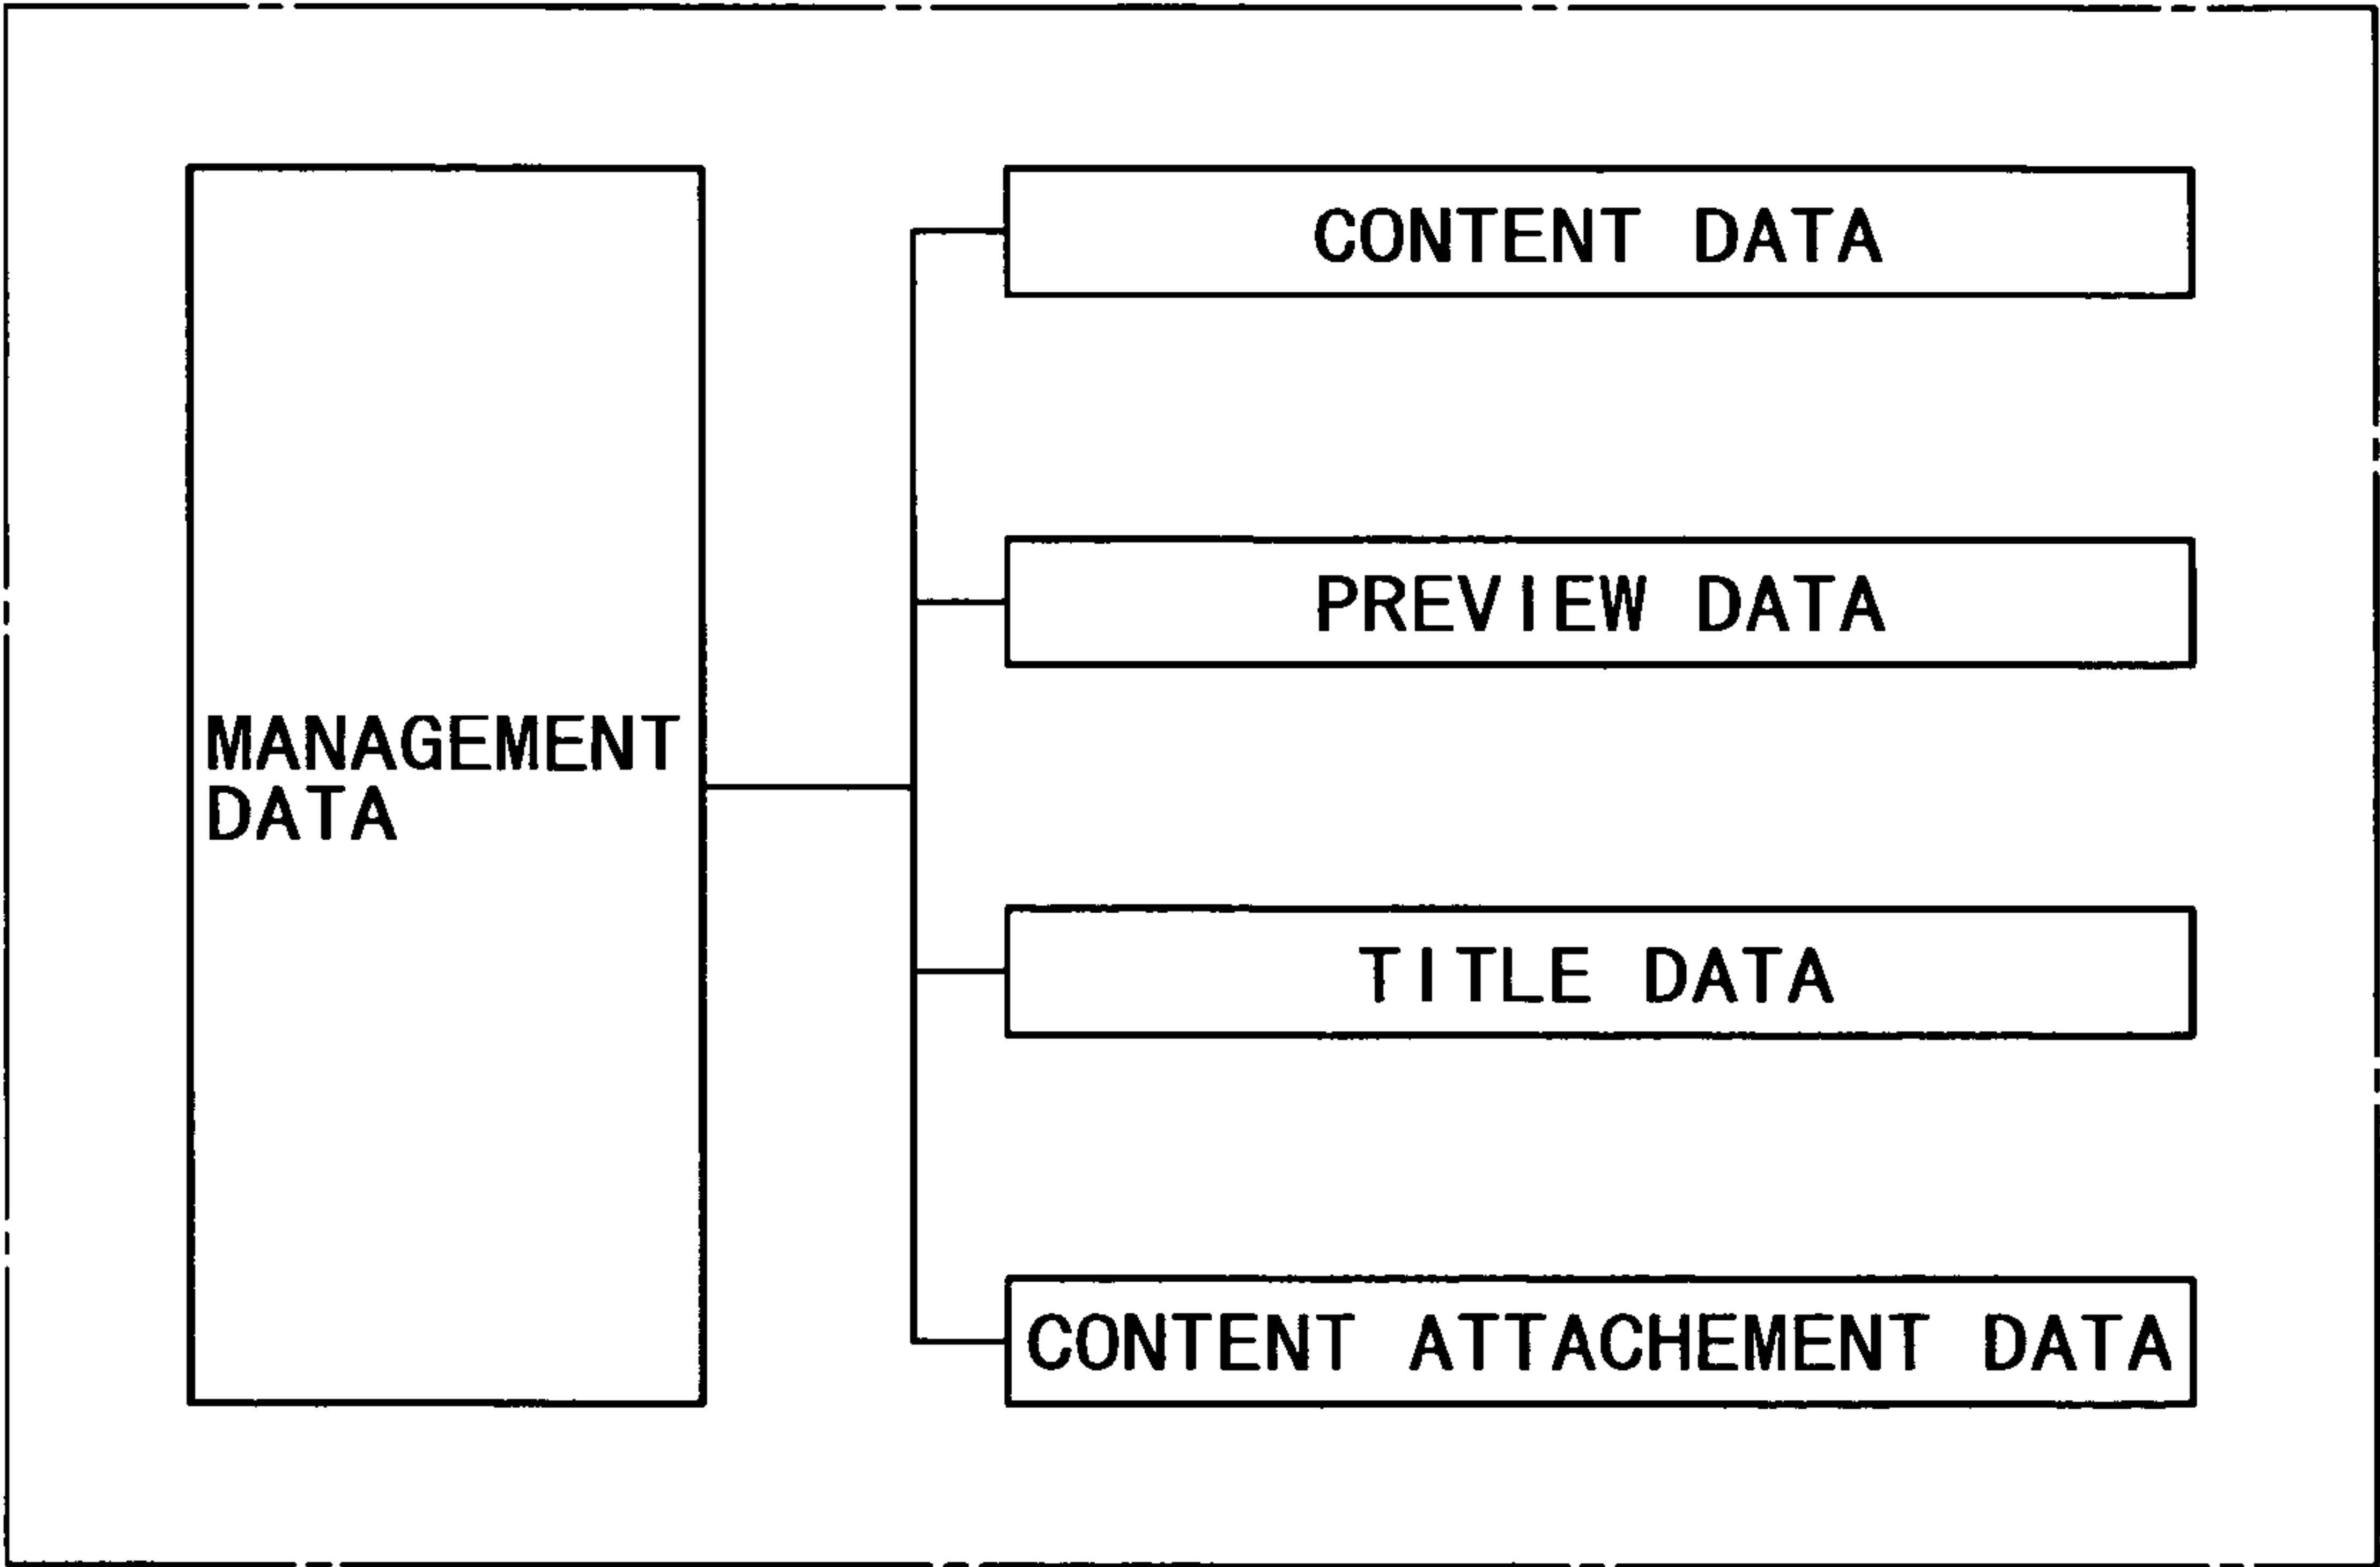 MANAGEMENT
DATA
CONTENT DATA
PREVIEW DATA
TITLE DATA
CONTENT ATTACHEMENT DATA